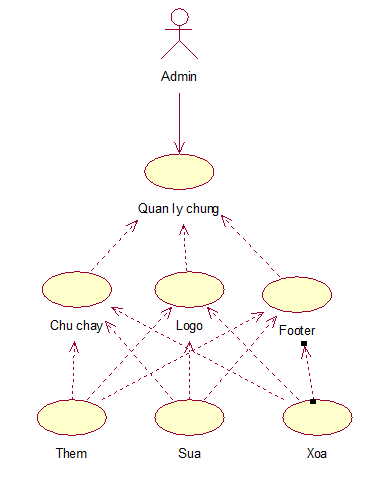 Admin
Quan ly chung
Chu chay
Logo
Footer
Them
Sua
Xoa